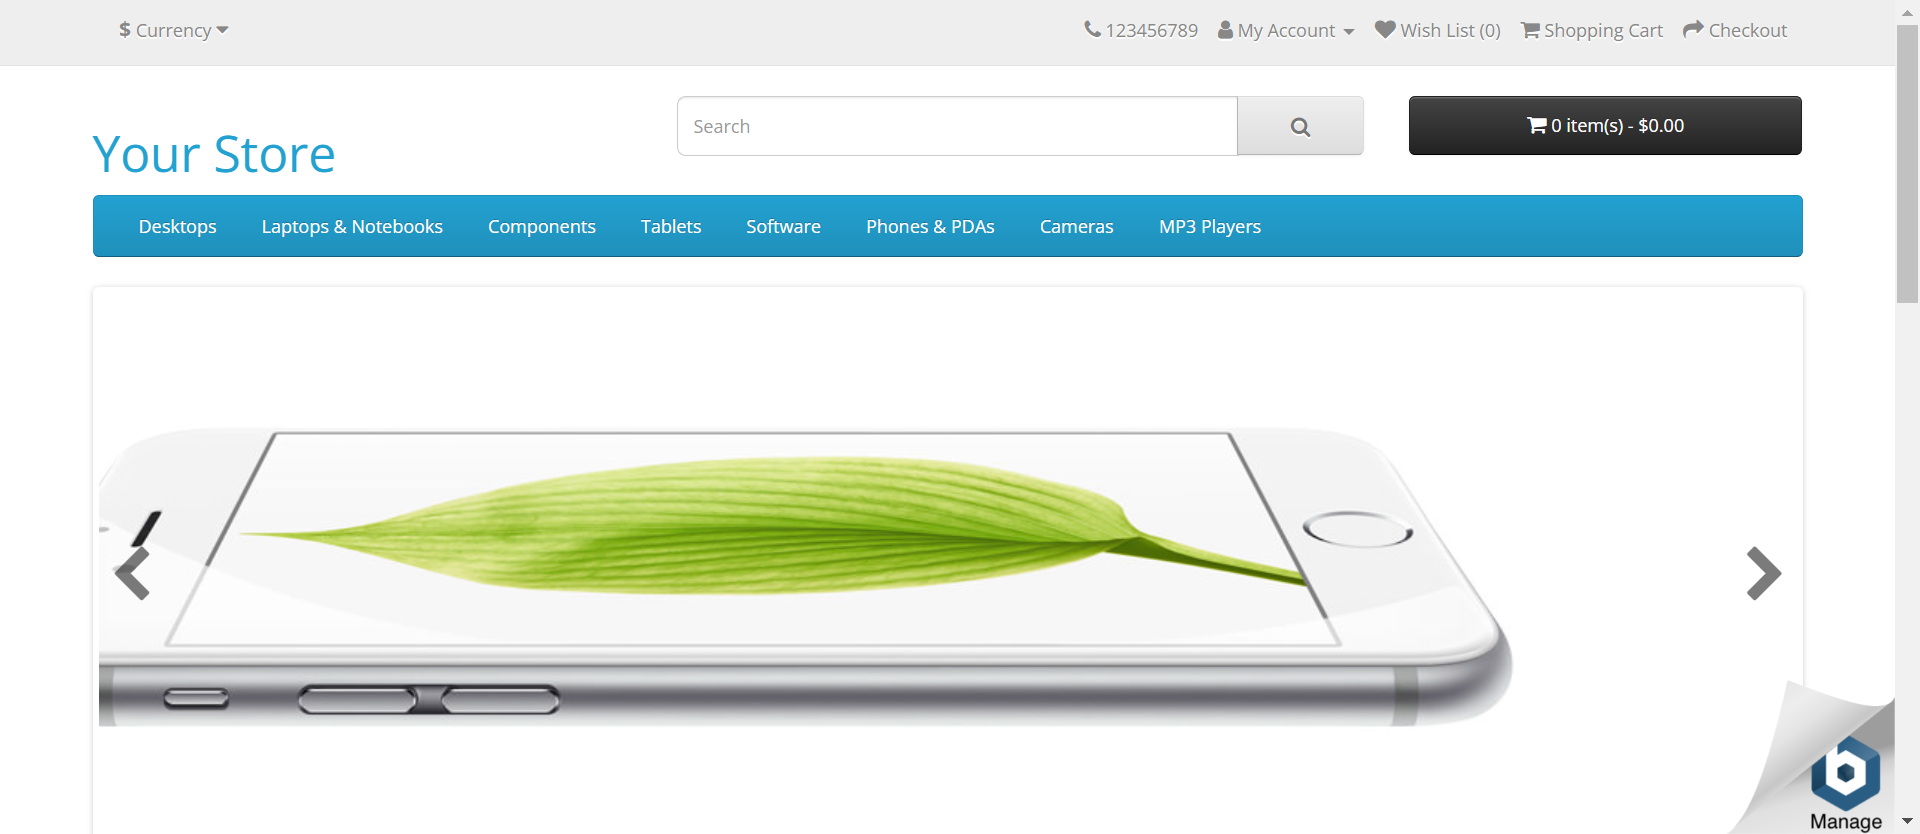 $ Currency
123456789 My Account Wish List (0) Shopping Cart Checkout
Search
0 item(s) - $0.00
Your Store
Desktops Laptops & Notebooks Components Tablets Software Phones & PDAs Cameras MP3 Players
b
Manage